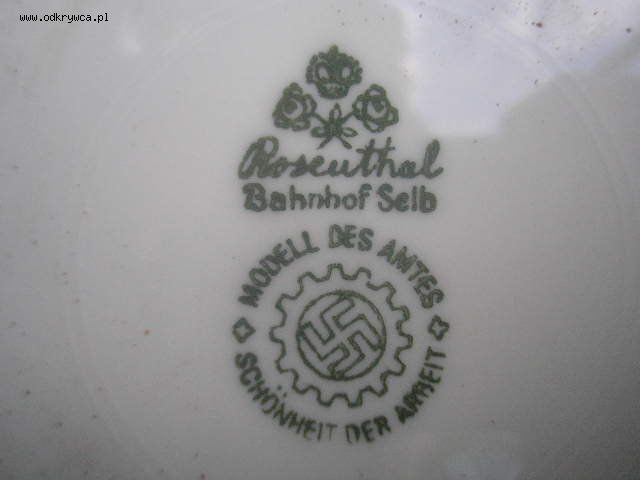 www.odkrywca.pl
Rosenthal
Bahnhof Selb
MODELL DES AMTES
SCHÖNHEIT DER ARBEIT